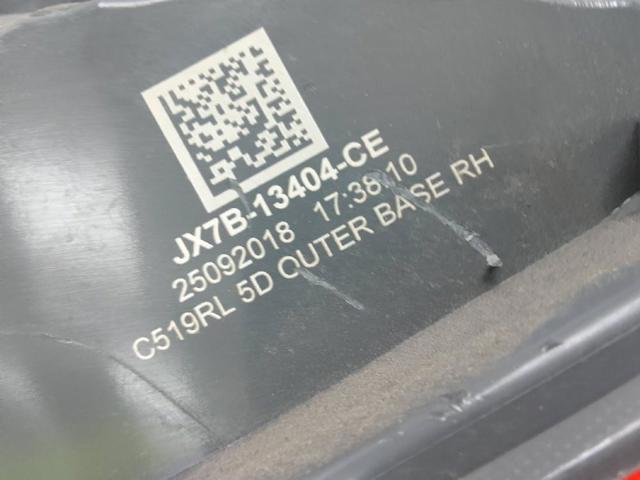 JX7B-13404-CE
25092018 17:38:10
C519RL 5D OUTER BASE RH